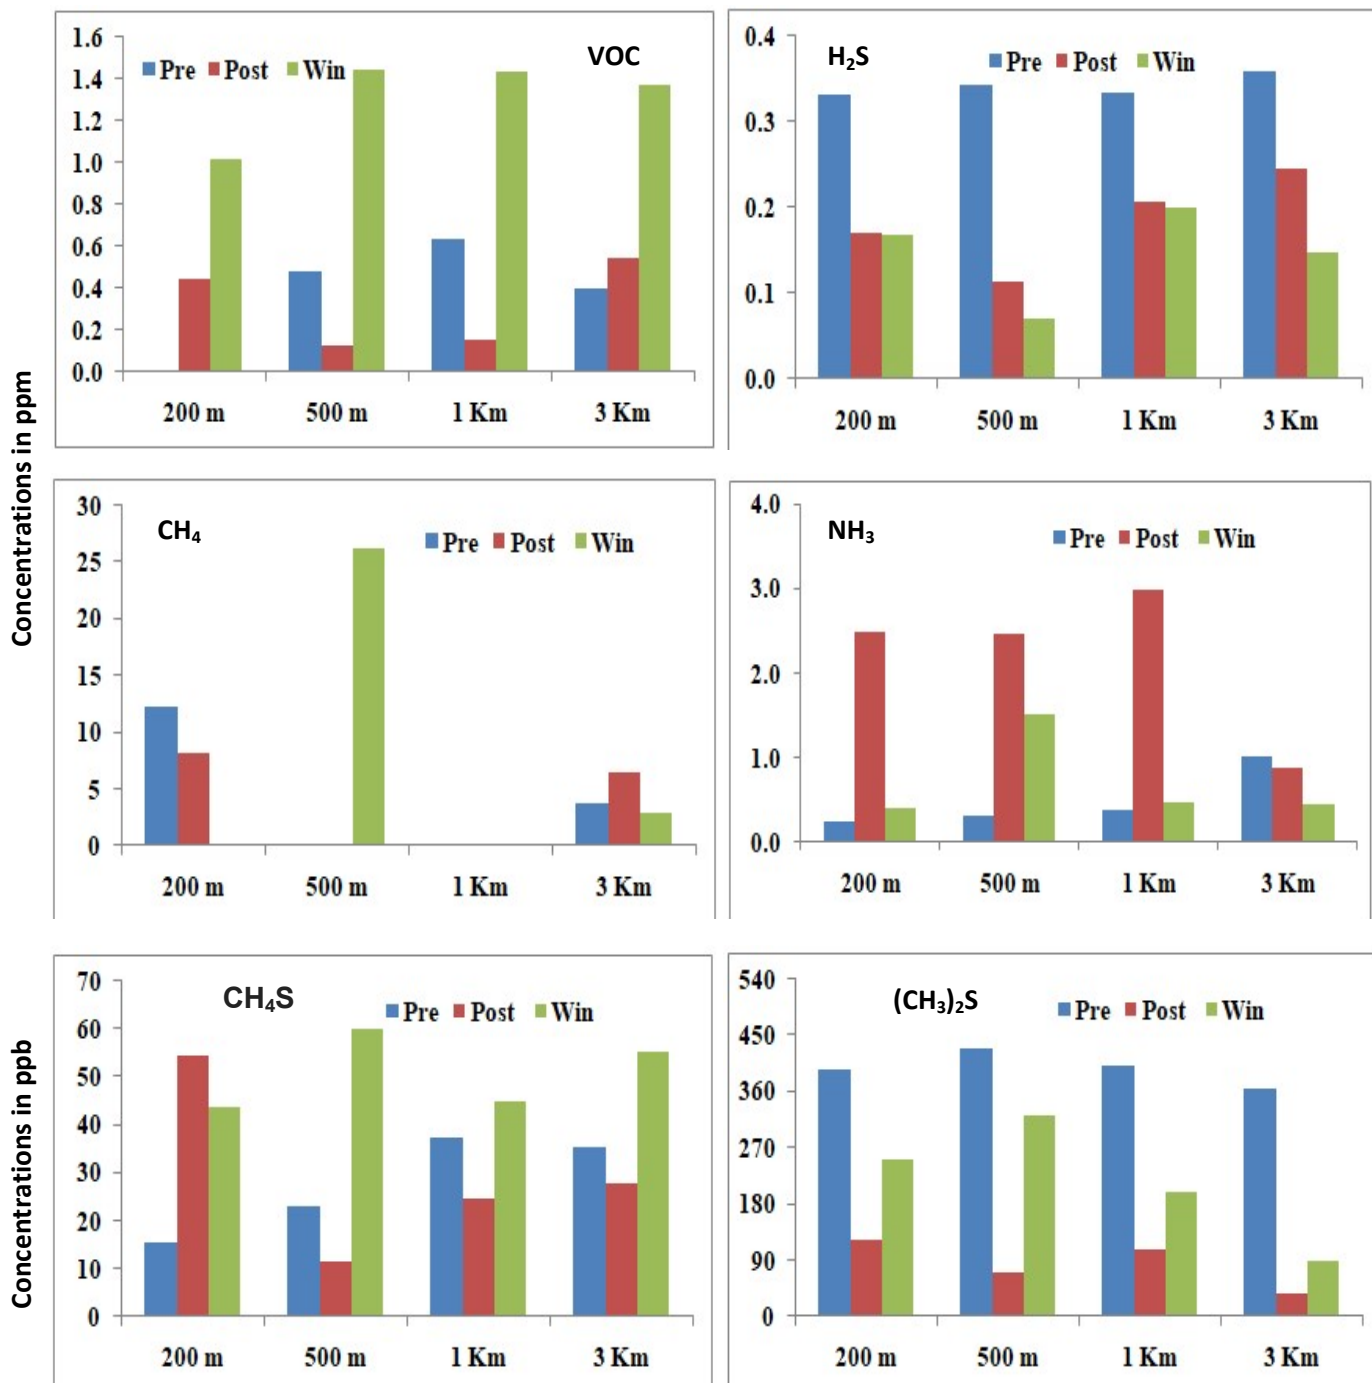 Concentrations in ppm
VOC
Pre Post Win
1.6
1.4
1.2
1.0
0.8
0.6
0.4
0.2
0.0
200 m 500 m 1 Km 3 Km
H₂S
Pre Post Win
0.4
0.3
0.2
0.1
0.0
200 m 500 m 1 Km 3 Km
CH₄
Pre Post Win
30
25
20
15
10
5
0
200 m 500 m 1 Km 3 Km
NH₃
Pre Post Win
4.0
3.0
2.0
1.0
0.0
200 m 500 m 1 Km 3 Km
Concentrations in ppb
CH₄S
Pre Post Win
70
60
50
40
30
20
10
0
200 m 500 m 1 Km 3 Km
(CH₃)₂S
Pre Post Win
540
450
360
270
180
90
0
200 m 500 m 1 Km 3 Km